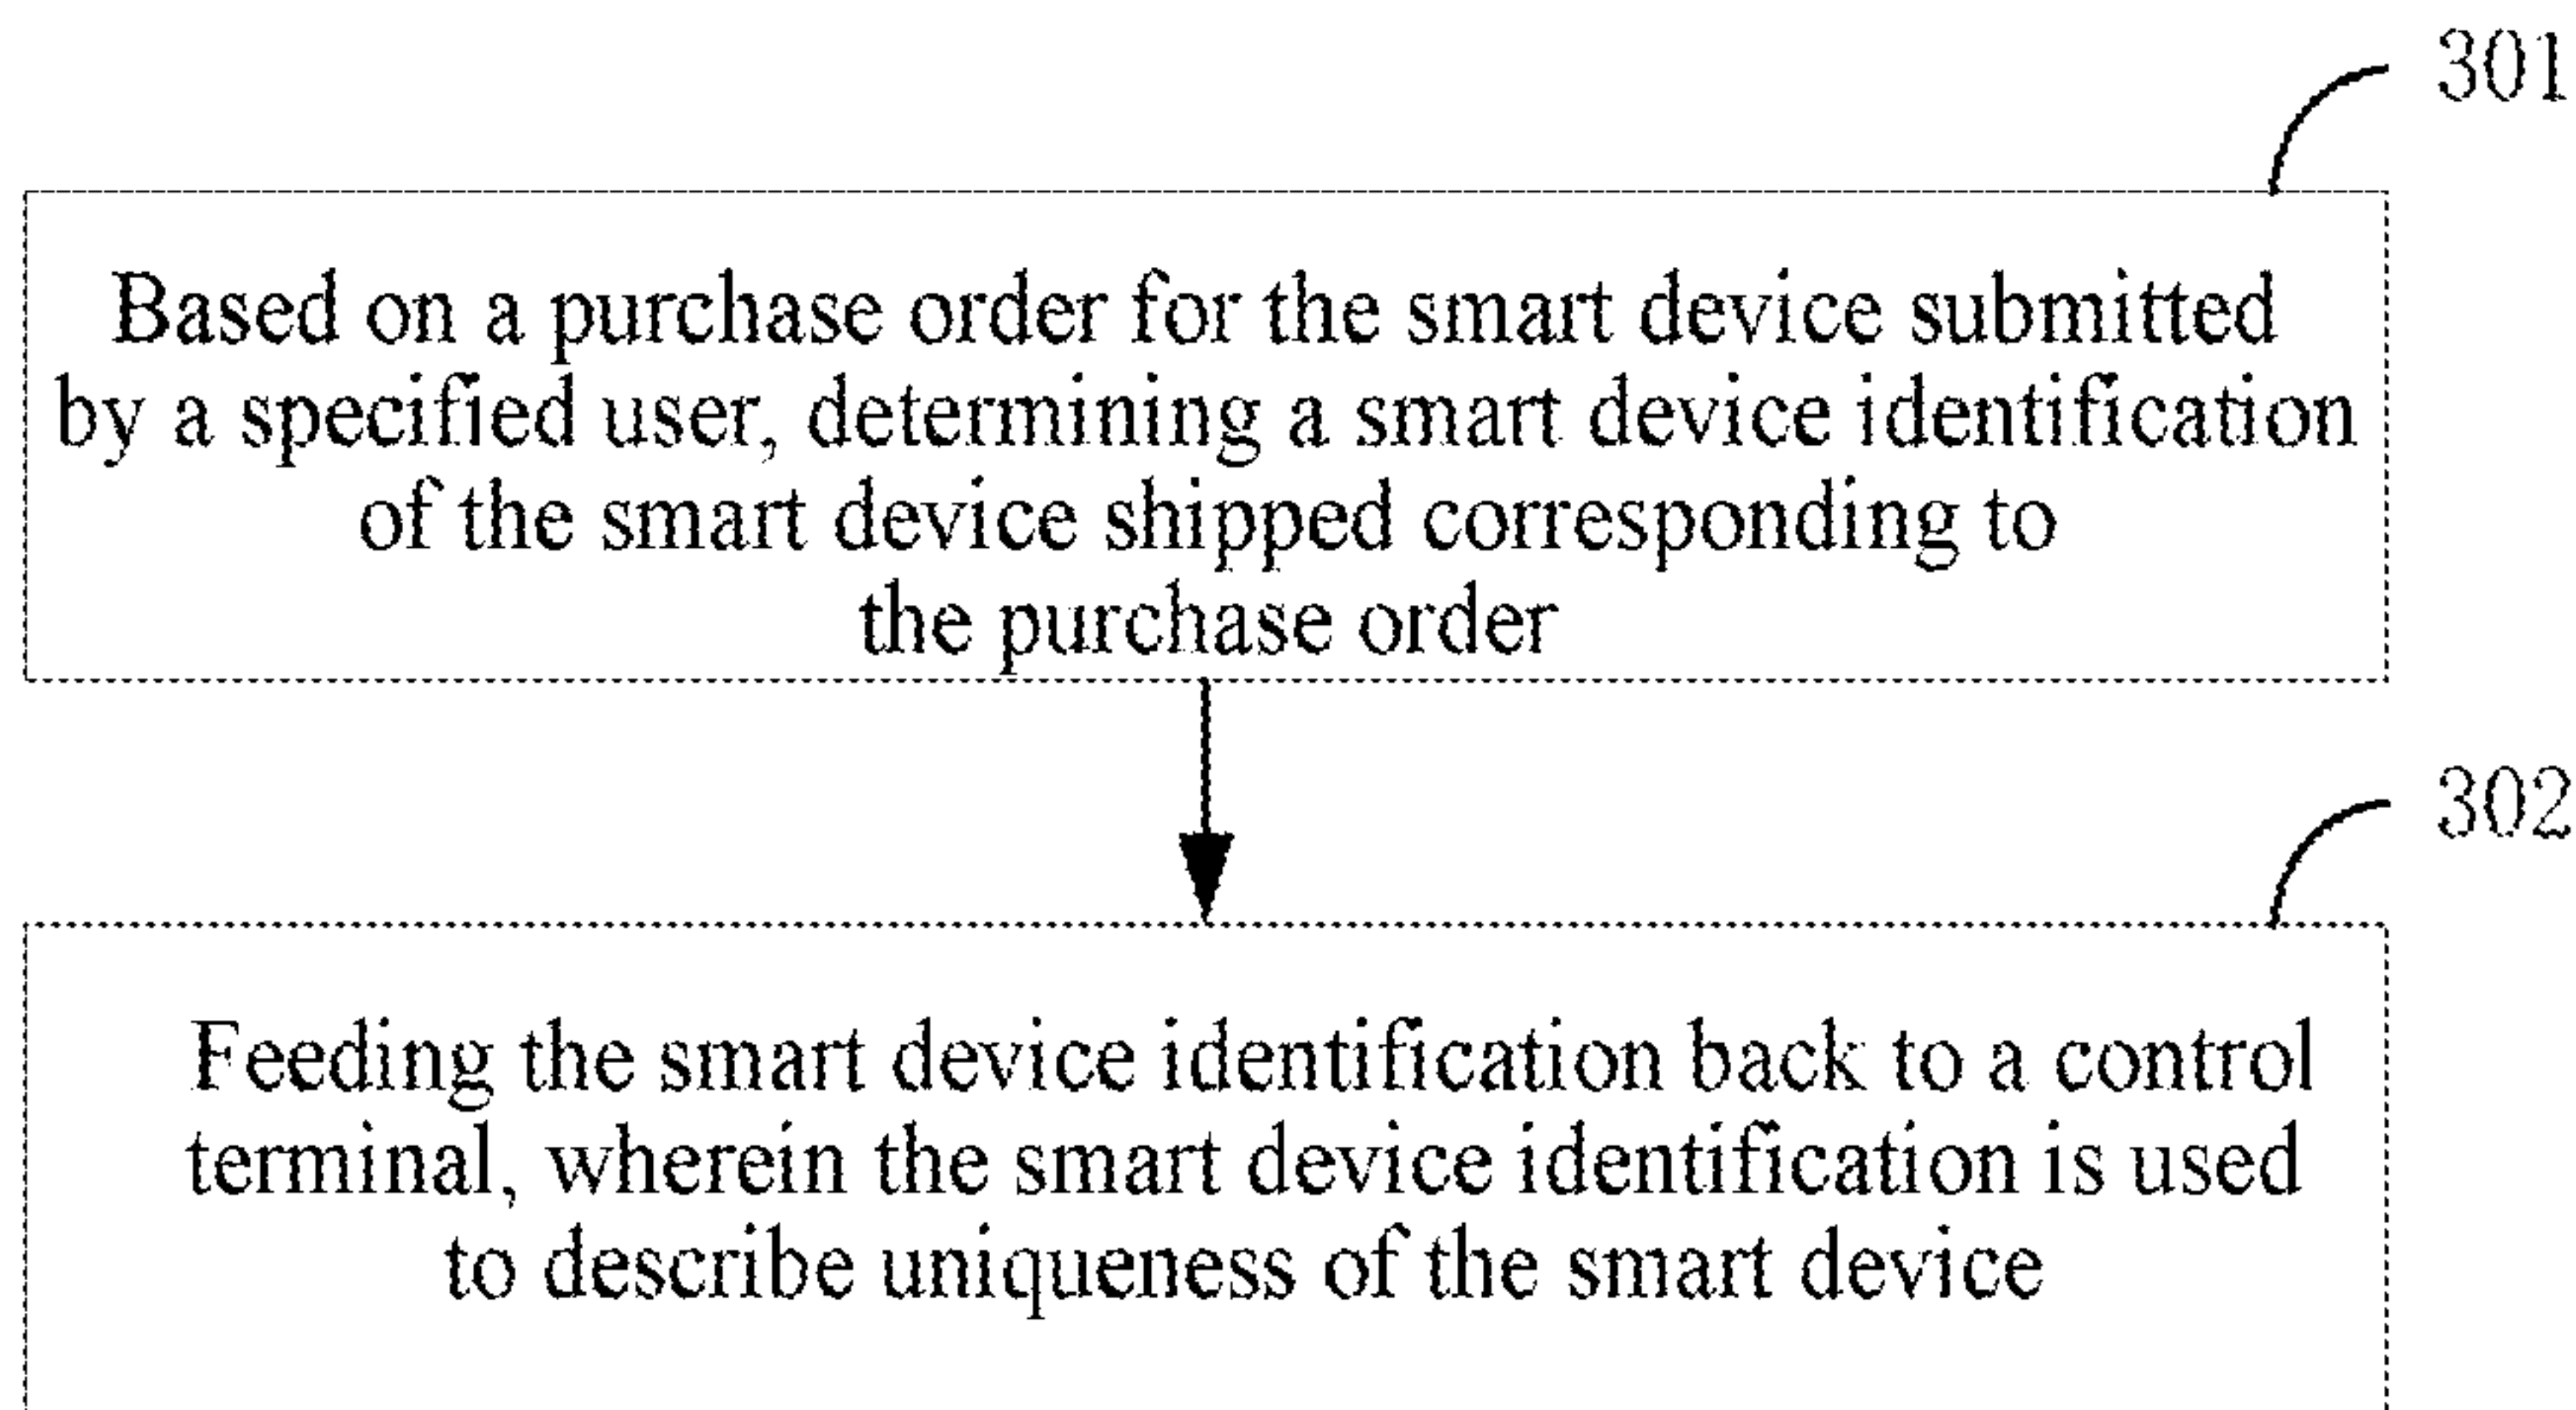 301
Based on a purchase order for the smart device submitted
by a specified user, determining a smart device identification
of the smart device shipped corresponding to
the purchase order
302
Feeding the smart device identification back to a control
terminal, wherein the smart device identification is used
to describe uniqueness of the smart device